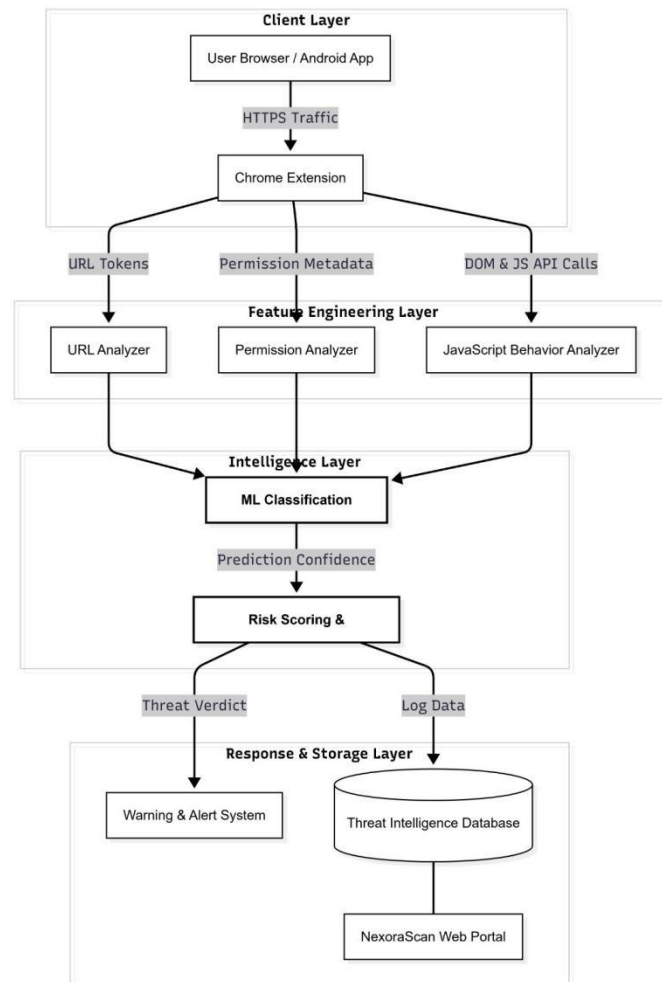 Client Layer
User Browser / Android App
HTTPS Traffic
Chrome Extension
URL Tokens
Permission Metadata
DOM & JS API Calls
Feature Engineering Layer
URL Analyzer
Permission Analyzer
JavaScript Behavior Analyzer
Intelligence Layer
ML Classification
Prediction Confidence
Risk Scoring &
Threat Verdict
Log Data
Response & Storage Layer
Warning & Alert System
Threat Intelligence Database
NexoraScan Web Portal